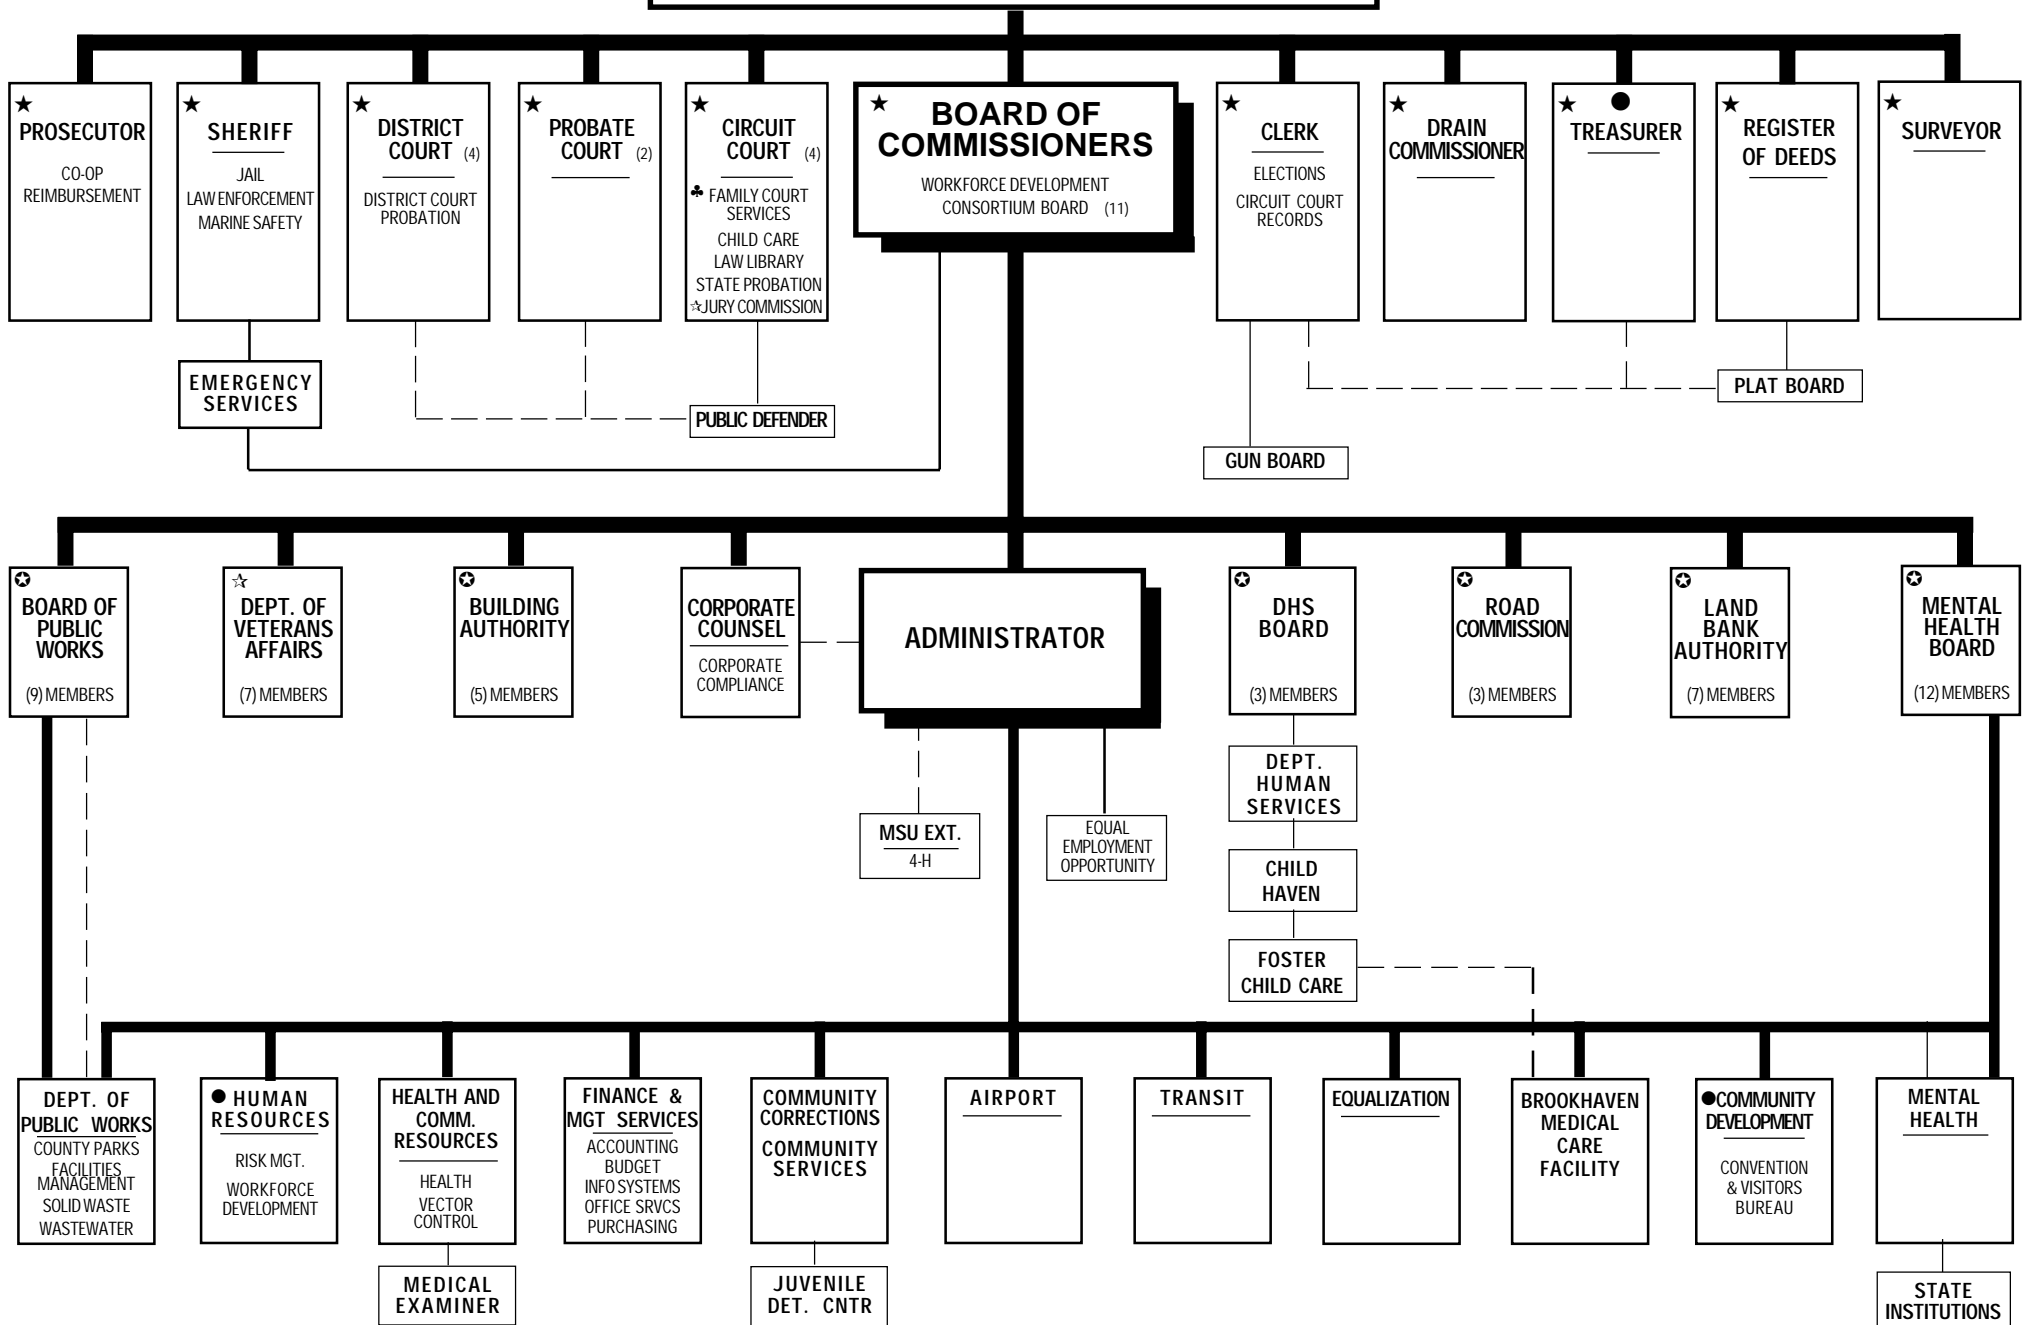 PROSECUTOR
CO-OP
REIMBURSEMENT
SHERIFF
JAIL
LAW ENFORCEMENT
MARINE SAFETY
DISTRICT
COURT (4)
DISTRICT COURT
PROBATION
PROBATE
COURT (2)
CIRCUIT
COURT (4)
FAMILY COURT
SERVICES
CHILD CARE
LAW LIBRARY
STATE PROBATION
JURY COMMISSION
BOARD OF
COMMISSIONERS
WORKFORCE DEVELOPMENT
CONSORTIUM BOARD (11)
CLERK
ELECTIONS
CIRCUIT COURT
RECORDS
DRAIN
COMMISSIONER
TREASURER
REGISTER
OF DEEDS
SURVEYOR
EMERGENCY
SERVICES
PUBLIC DEFENDER
PLAT BOARD
GUN BOARD
BOARD OF
PUBLIC
WORKS
(9) MEMBERS
DEPT. OF
VETERANS
AFFAIRS
(7) MEMBERS
BUILDING
AUTHORITY
(5) MEMBERS
CORPORATE
COUNSEL
CORPORATE
COMPLIANCE
ADMINISTRATOR
DHS
BOARD
(3) MEMBERS
ROAD
COMMISSION
(3) MEMBERS
LAND
BANK
AUTHORITY
(7) MEMBERS
MENTAL
HEALTH
BOARD
(12) MEMBERS
MSU EXT.
4-H
EQUAL
EMPLOYMENT
OPPORTUNITY
DEPT.
HUMAN
SERVICES
CHILD
HAVEN
FOSTER
CHILD CARE
DEPT. OF
PUBLIC WORKS
COUNTY PARKS
FACILITIES
MANAGEMENT
SOLID WASTE
WASTEWATER
HUMAN
RESOURCES
RISK MGT.
WORKFORCE
DEVELOPMENT
HEALTH AND
COMM.
RESOURCES
HEALTH
VECTOR
CONTROL
FINANCE &
MGT SERVICES
ACCOUNTING
BUDGET
INFO SYSTEMS
OFFICE SRVCS
PURCHASING
COMMUNITY
CORRECTIONS
COMMUNITY
SERVICES
AIRPORT
TRANSIT
EQUALIZATION
BROOKHAVEN
MEDICAL
CARE
FACILITY
COMMUNITY
DEVELOPMENT
CONVENTION
& VISITORS
BUREAU
MENTAL
HEALTH
MEDICAL
EXAMINER
JUVENILE
DET. CNTR
STATE
INSTITUTIONS